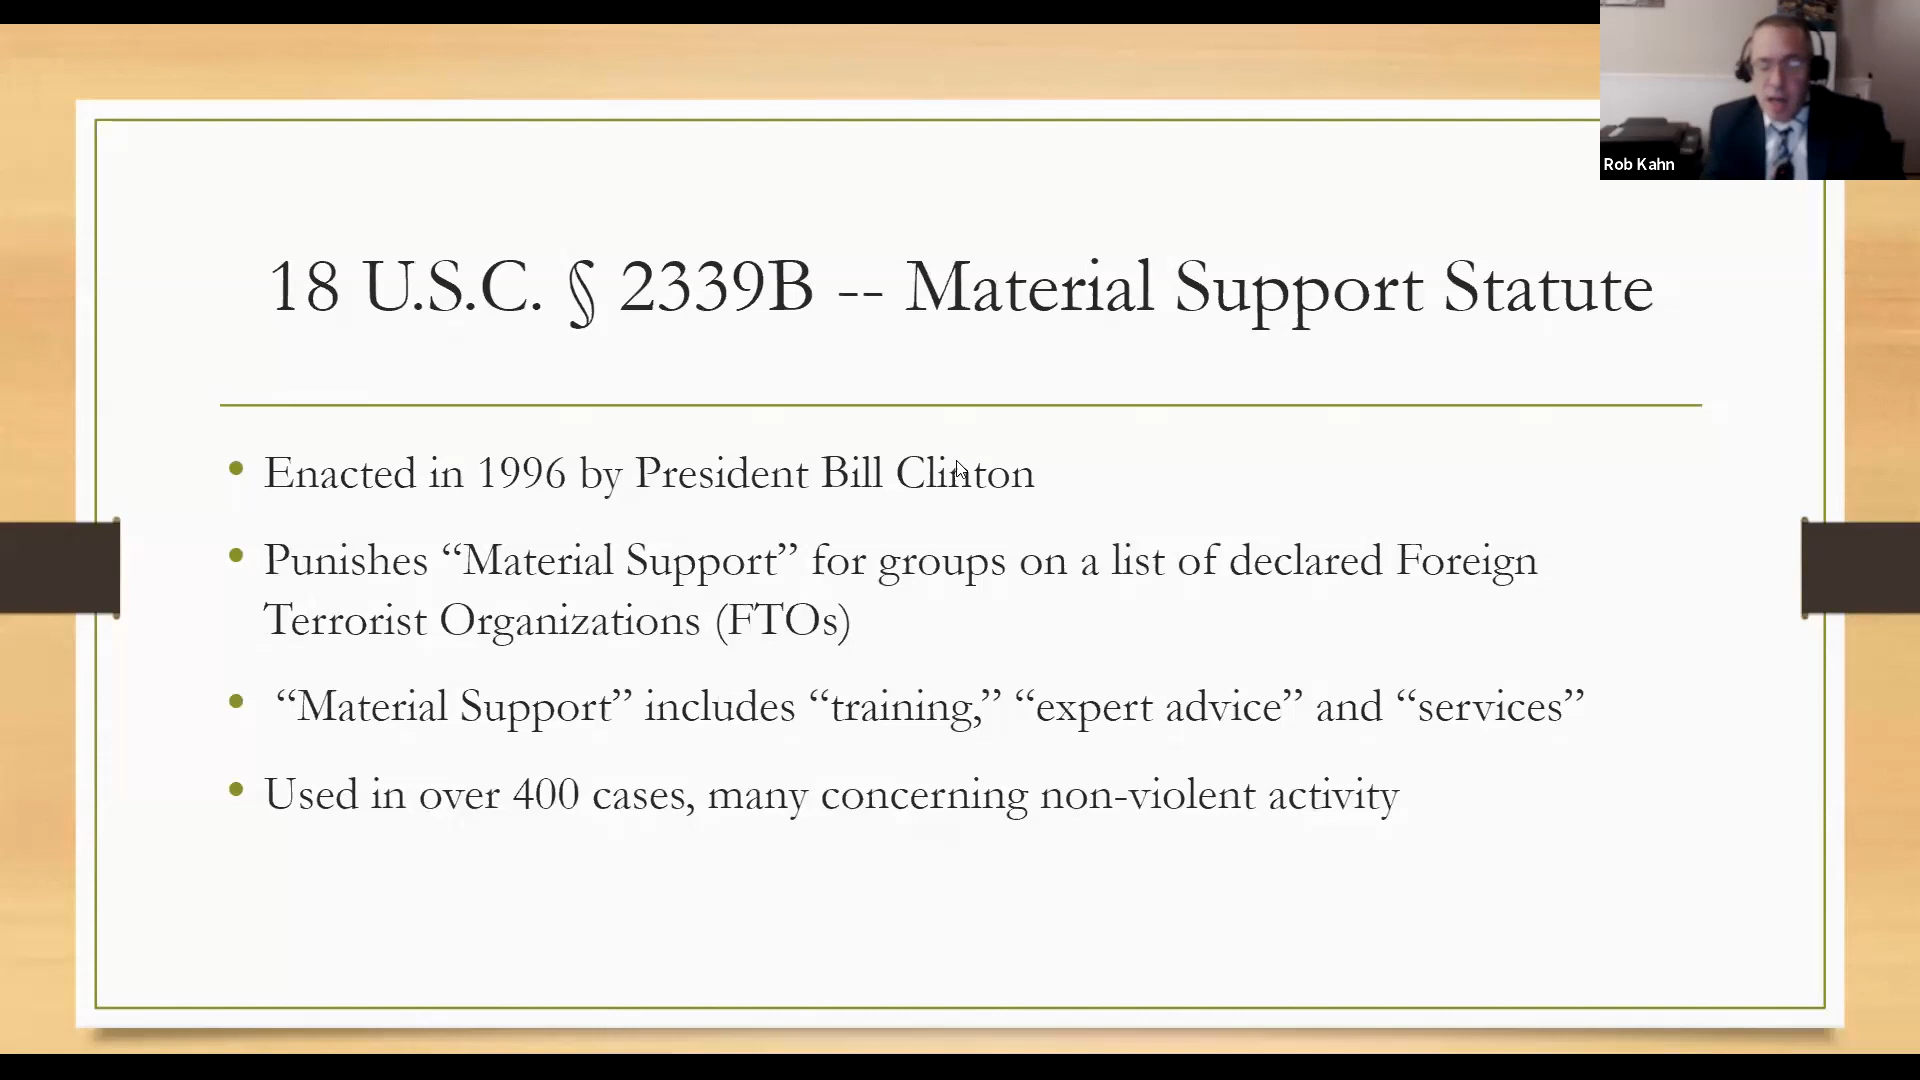 Rob Kahn
18 U.S.C. § 2339B -- Material Support Statute
• Enacted in 1996 by President Bill Clinton
• Punishes “Material Support” for groups on a list of declared Foreign
Terrorist Organizations (FTOs)
• “Material Support” includes “training,” “expert advice” and “services”
• Used in over 400 cases, many concerning non-violent activity